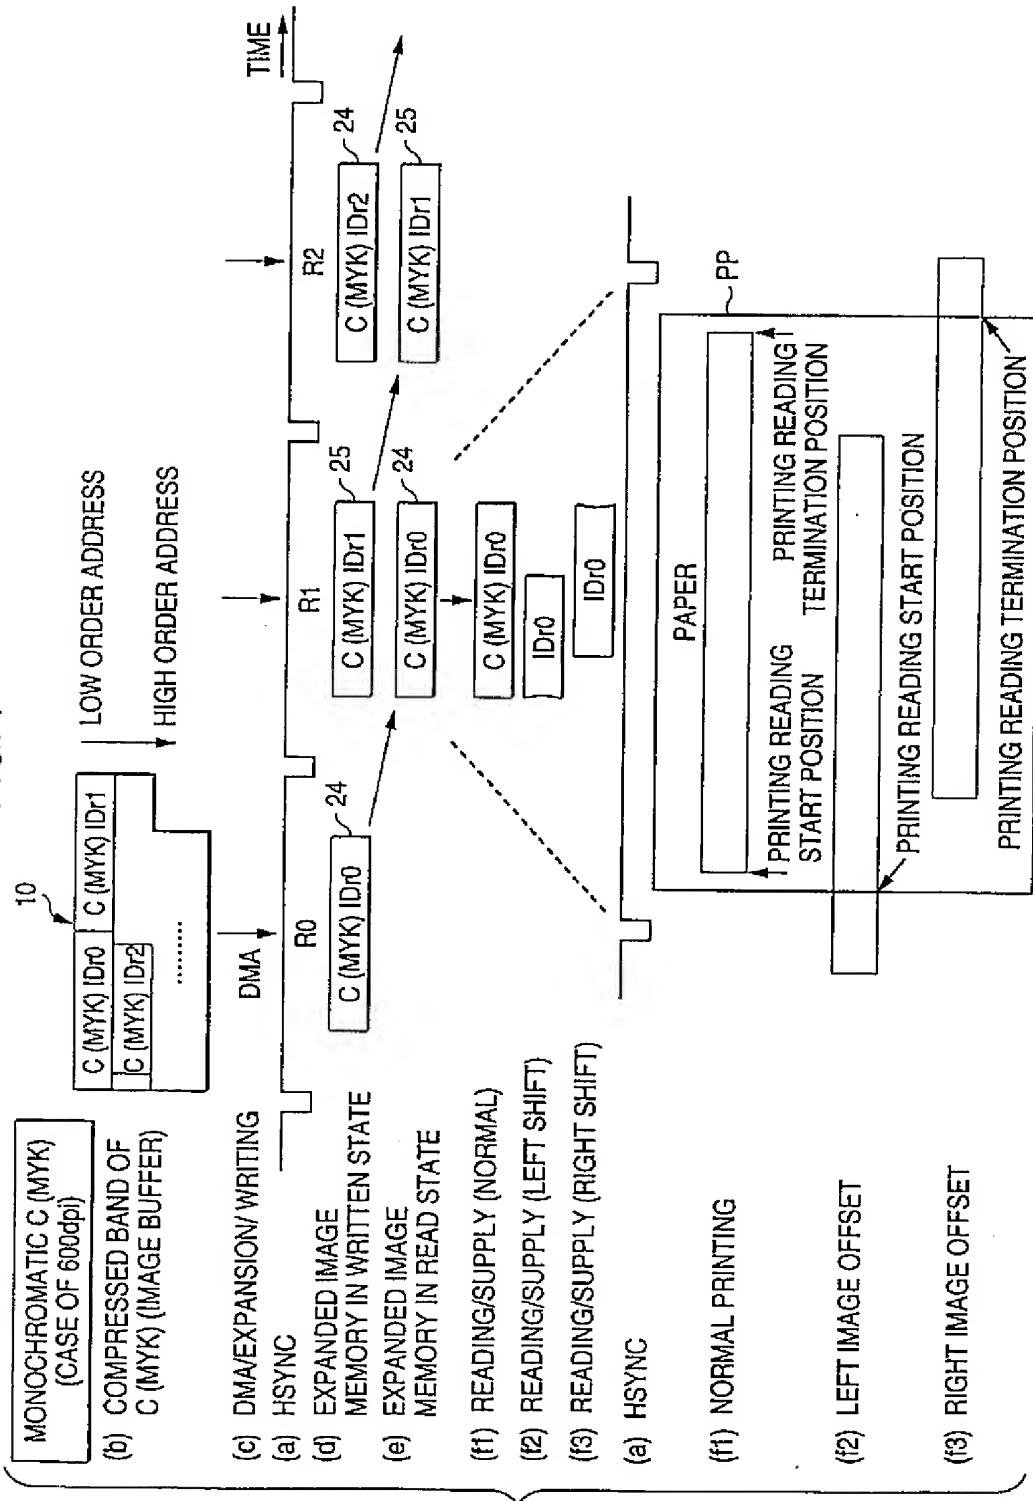 MONOCHROMATIC C (MYK)
(CASE OF 600dpi)
10
LOW ORDER ADDRESS
HIGH ORDER ADDRESS
(b) COMPRESSED BAND OF
C (MYK) (IMAGE BUFFER)
C (MYK) IDr0
C (MYK) IDr1
C (MYK) IDr2
.........
(c) DMA/EXPANSION/ WRITING
DMA
TIME
(a) HSYNC
R0
R1
R2
(d) EXPANDED IMAGE
MEMORY IN WRITTEN STATE
C (MYK) IDr0
24
C (MYK) IDr1
25
C (MYK) IDr2
24
(e) EXPANDED IMAGE
MEMORY IN READ STATE
C (MYK) IDr0
24
C (MYK) IDr1
25
(f1) READING/SUPPLY (NORMAL)
C (MYK) IDr0
(f2) READING/SUPPLY (LEFT SHIFT)
IDr0
(f3) READING/SUPPLY (RIGHT SHIFT)
IDr0
(a) HSYNC
PAPER
PP
(f1) NORMAL PRINTING
PRINTING READING
START POSITION
PRINTING READING
TERMINATION POSITION
(f2) LEFT IMAGE OFFSET
PRINTING READING START POSITION
(f3) RIGHT IMAGE OFFSET
PRINTING READING TERMINATION POSITION